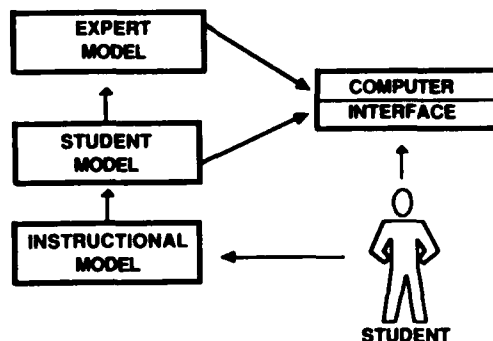 EXPERT
MODEL
COMPUTER
INTERFACE
STUDENT
MODEL
INSTRUCTIONAL
MODEL
STUDENT